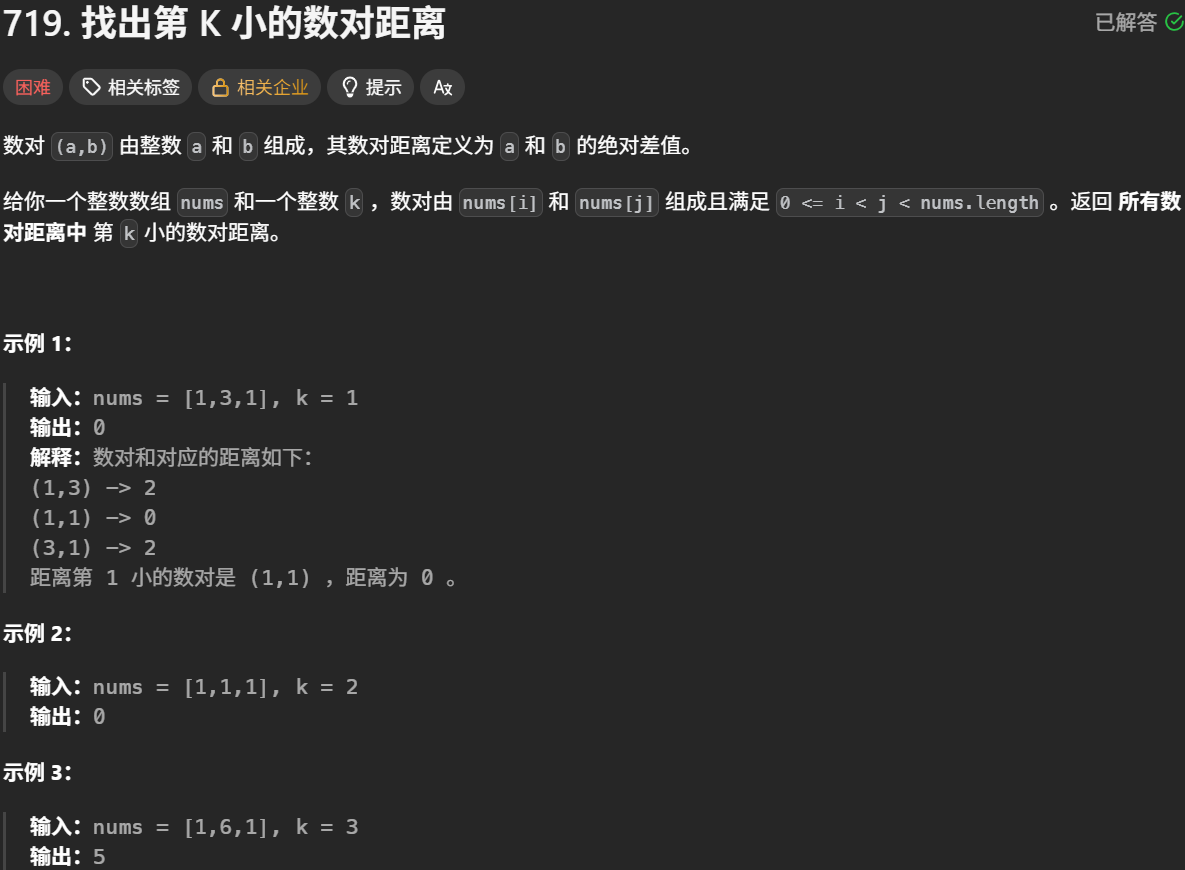 719. 找出第 K 小的数对距离
已解答
困难 相关标签 相关企业 提示 Ax
数对 (a,b) 由整数 a 和 b 组成，其数对距离定义为 a 和 b 的绝对差值。
给你一个整数数组 nums 和一个整数 k ，数对由 nums[i] 和 nums[j] 组成且满足 0 <= i < j < nums.length 。返回 所有数
对距离中 第 k 小的数对距离。
示例 1：
输入：nums = [1,3,1], k = 1
输出：0
解释：数对和对应的距离如下：
(1,3) -> 2
(1,1) -> 0
(3,1) -> 2
距离第 1 小的数对是 (1,1) ，距离为 0 。
示例 2：
输入：nums = [1,1,1], k = 2
输出：0
示例 3：
输入：nums = [1,6,1], k = 3
输出：5